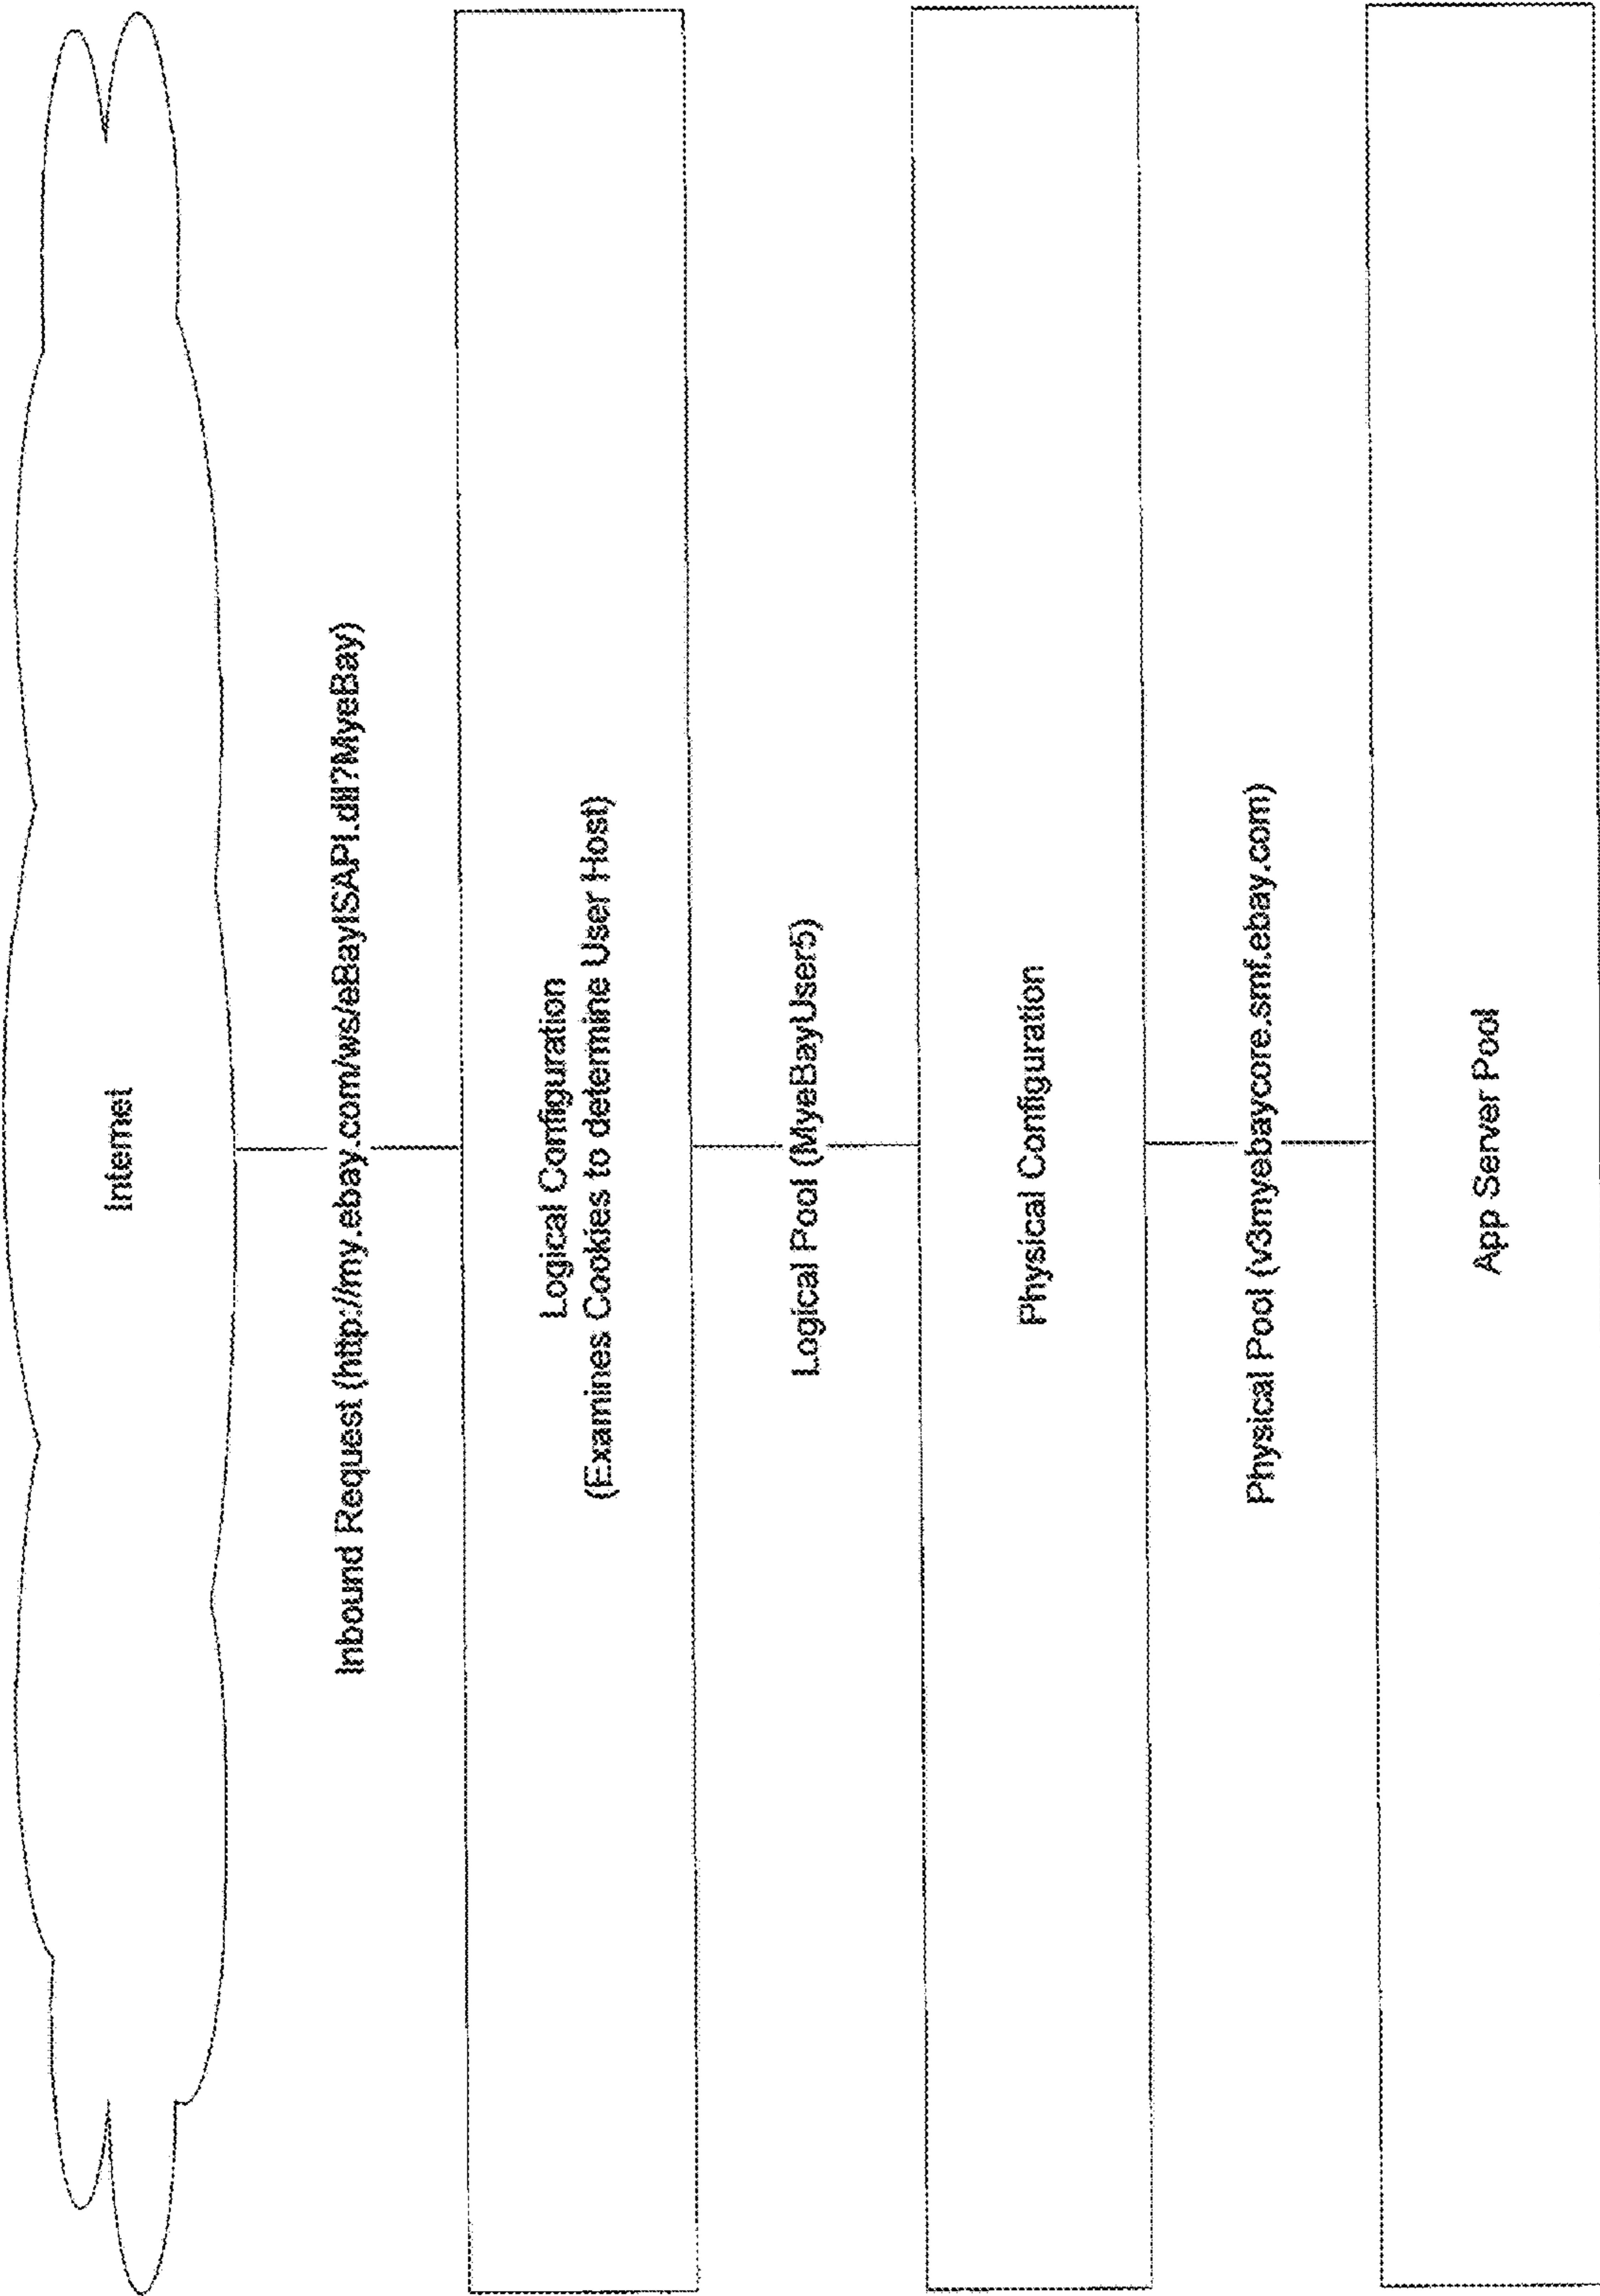 Internet
Inbound Request (http://my.ebay.com/ws/eBayISAPI.dll?MyeBay)
Logical Configuration
(Examines Cookies to determine User Host)
Logical Pool (MyeBayUser5)
Physical Configuration
Physical Pool (v3myebaycore.smf.ebay.com)
App Server Pool